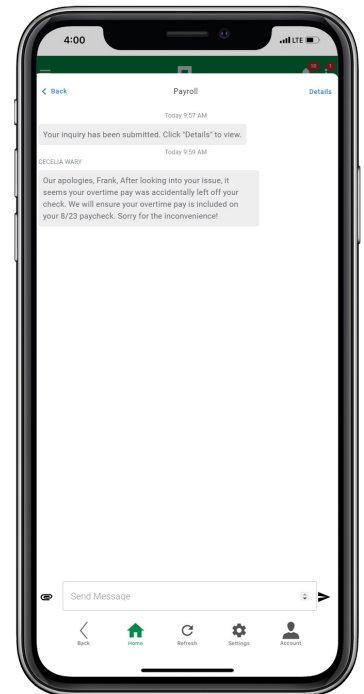 4:00
LTE
18
1
Back
Payroll
Details
Today 9:57 AM
Your inquiry has been submitted. Click "Details" to view.
Today 9:59 AM
CECELIA WARY
Our apologies, Frank, After looking into your issue, it
seems your overtime pay was accidentally left off your
check. We will ensure your overtime pay is included on
your 8/23 paycheck. Sorry for the inconvenience!
Send Message
Back
Home
Refresh
Settings
Account